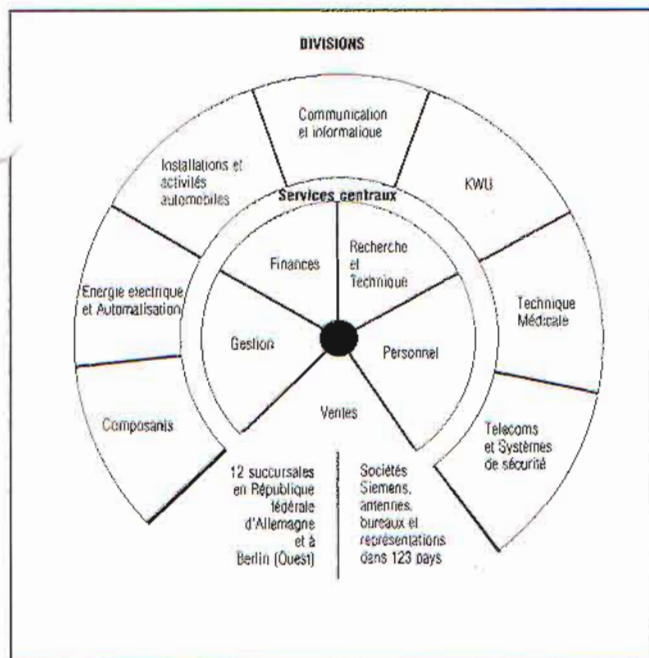 DIVISIONS
Communication
et informatique
Installations et
activités
automobiles
KWU
Services centraux
Finances
Recherche
et
Technique
Energie électrique
et Automatisation
Technique
Médicale
Gestion
Personnel
Composants
Ventes
Telecoms
et Systèmes
de sécurité
12 succursales
en République
fédérale
d'Allemagne
et à
Berlin (Ouest)
Sociétés
Siemens,
antennes,
bureaux et
représentations
dans 123 pays